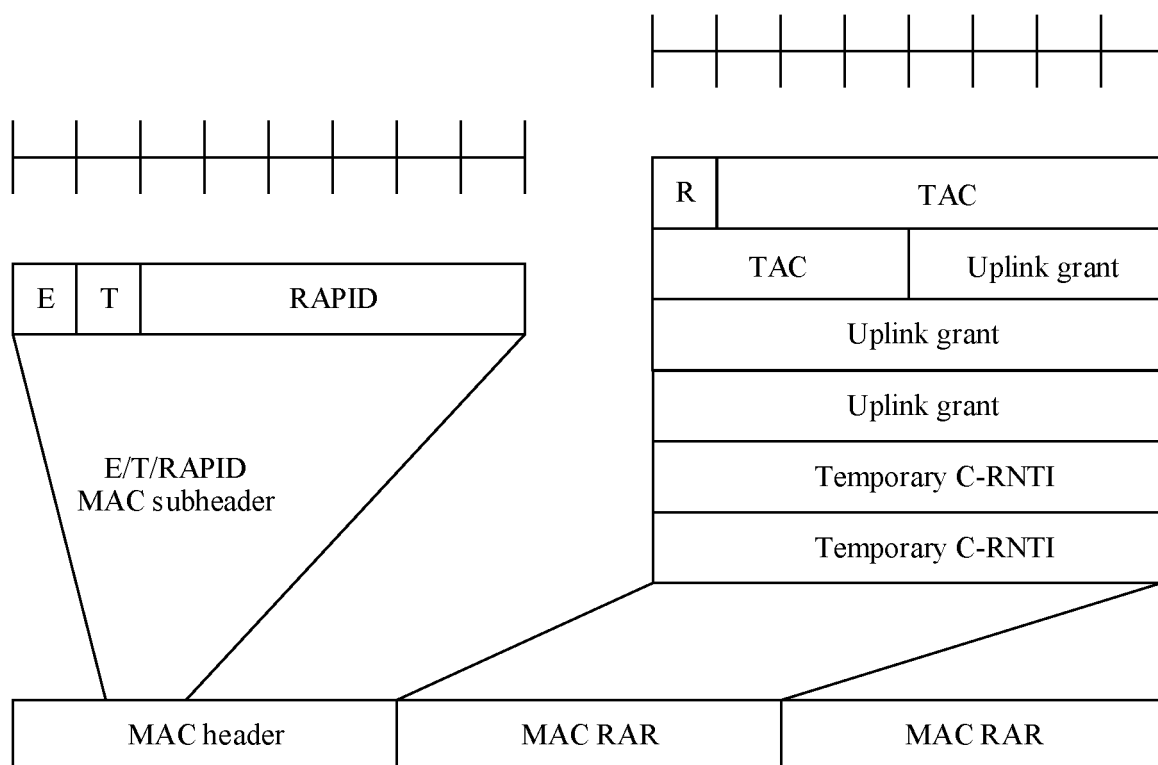 R
TAC
TAC
Uplink grant
E
T
RAPID
Uplink grant
Uplink grant
E/T/RAPID
MAC subheader
Temporary C-RNTI
Temporary C-RNTI
MAC header
MAC RAR
MAC RAR